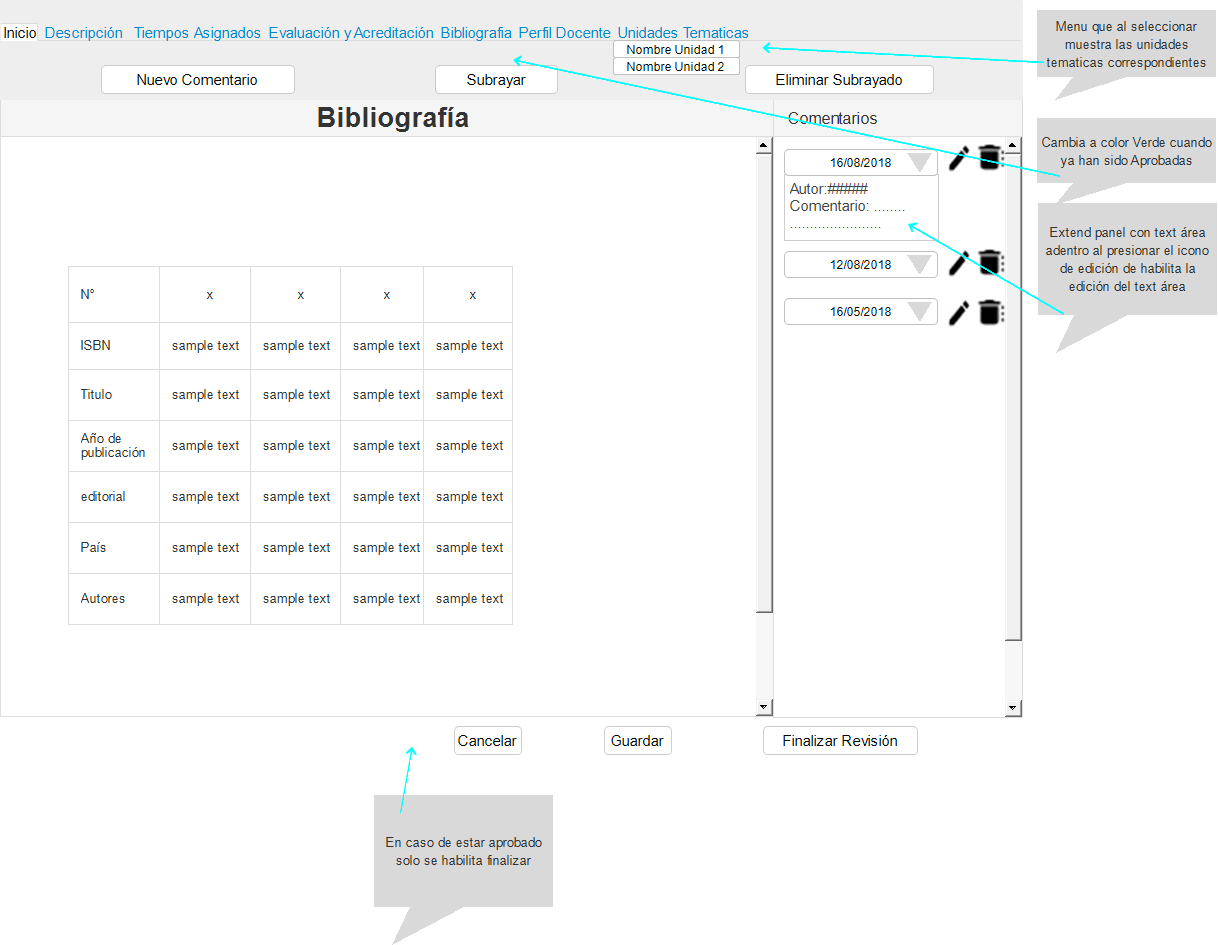 Inicio Descripción Tiempos Asignados Evaluación y Acreditación Bibliografia Perfil Docente Unidades Tematicas
Nombre Unidad 1
Nombre Unidad 2
Nuevo Comentario Subrayar Eliminar Subrayado
Bibliografía
Comentarios
16/08/2018
Autor:#####
Comentario: ........
.......................
12/08/2018
16/05/2018
N° x x x x
ISBN sample text sample text sample text sample text
Titulo sample text sample text sample text sample text
Año de
publicación sample text sample text sample text sample text
editorial sample text sample text sample text sample text
País sample text sample text sample text sample text
Autores sample text sample text sample text sample text
Cancelar Guardar Finalizar Revisión
Menu que al seleccionar
muestra las unidades
tematicas correspondientes
Cambia a color Verde cuando
ya han sido Aprobadas
Extend panel con text área
adentro al presionar el icono
de edición de habilita la
edición del text área
En caso de estar aprobado
solo se habilita finalizar